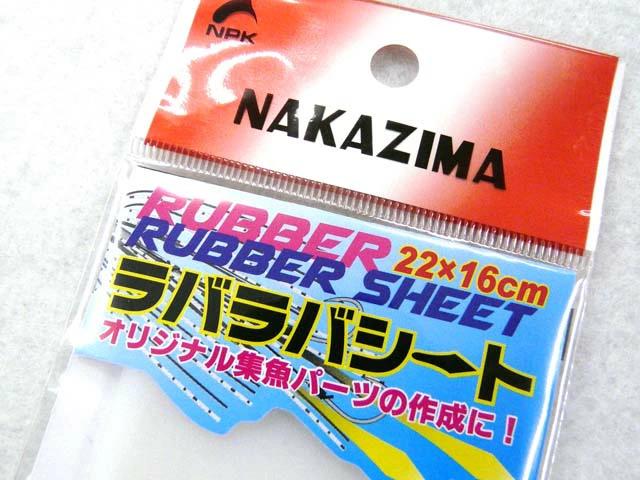 NPK
NAKAZIMA
RUBBER
RUBBER SHEET
22×16cm
ラバラバシート
オリジナル集魚パーツの作成に!